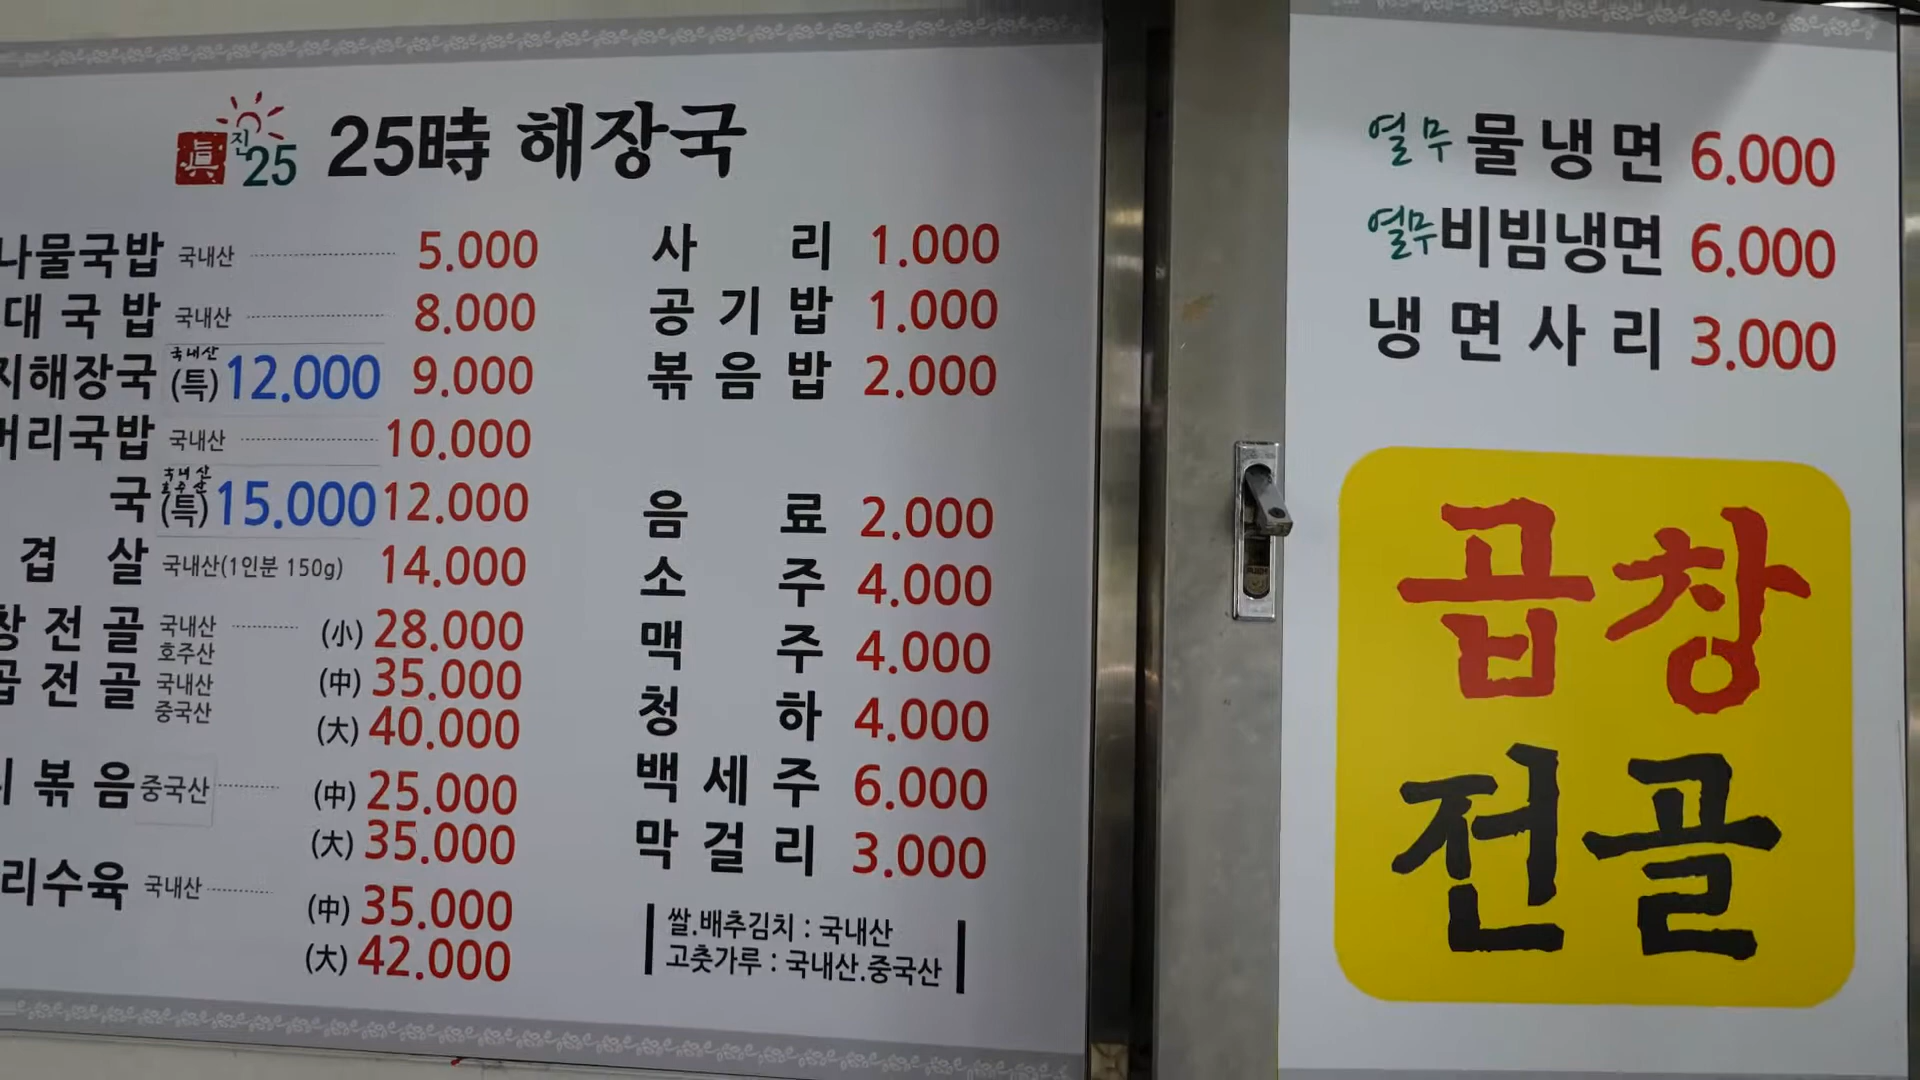 眞 진 25 25時 해장국
나물국밥 국내산 5.000
대국밥 국내산 8.000
지해장국 국내산 (특) 12.000 9.000
머리국밥 국내산 10.000
국 국내산 호주산 (특) 15.000 12.000
겹살 국내산(1인분 150g) 14.000
창전골 국내산 호주산 (小) 28.000
곱전골 국내산 중국산 (中) 35.000
(大) 40.000
볶음 중국산 (中) 25.000
(大) 35.000
리수육 국내산 (中) 35.000
(大) 42.000
사리 1.000
공기밥 1.000
볶음밥 2.000
음료 2.000
소주 4.000
맥주 4.000
청하 4.000
백세주 6.000
막걸리 3.000
쌀.배추김치 : 국내산
고춧가루 : 국내산.중국산
열무 물냉면 6.000
열무 비빔냉면 6.000
냉면사리 3.000
곱창
전골